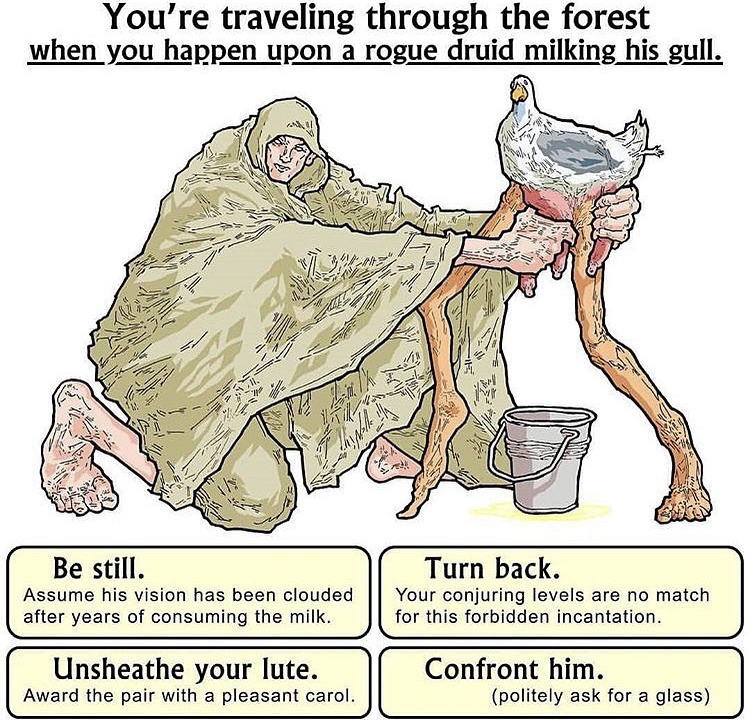 You're traveling through the forest
when you happen upon a rogue druid milking his gull.
Be still.
Assume his vision has been clouded
after years of consuming the milk.
Turn back.
Your conjuring levels are no match
for this forbidden incantation.
Unsheathe your lute.
Award the pair with a pleasant carol.
Confront him.
(politely ask for a glass)